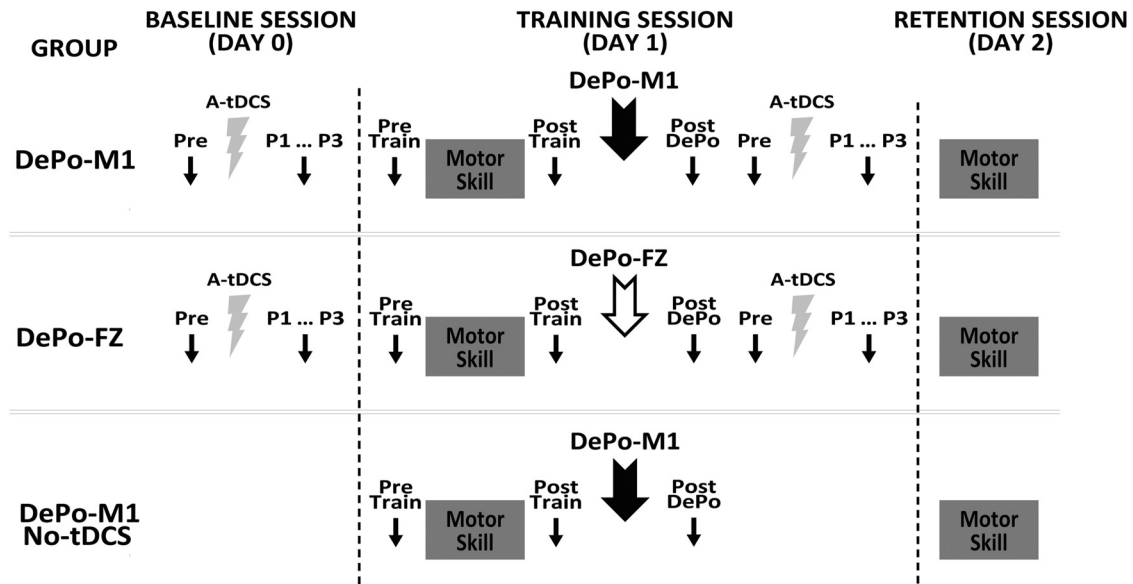 GROUP
BASELINE SESSION
(DAY 0)
TRAINING SESSION
(DAY 1)
RETENTION SESSION
(DAY 2)
DePo-M1
A-tDCS
Pre
P1 ... P3
Pre
Train
Motor
Skill
Post
Train
DePo-M1
Post
DePo
Pre
A-tDCS
P1 ... P3
Motor
Skill
DePo-FZ
A-tDCS
Pre
P1 ... P3
Pre
Train
Motor
Skill
Post
Train
DePo-FZ
Post
DePo
Pre
A-tDCS
P1 ... P3
Motor
Skill
DePo-M1
No-tDCS
Pre
Train
Motor
Skill
Post
Train
DePo-M1
Post
DePo
Motor
Skill